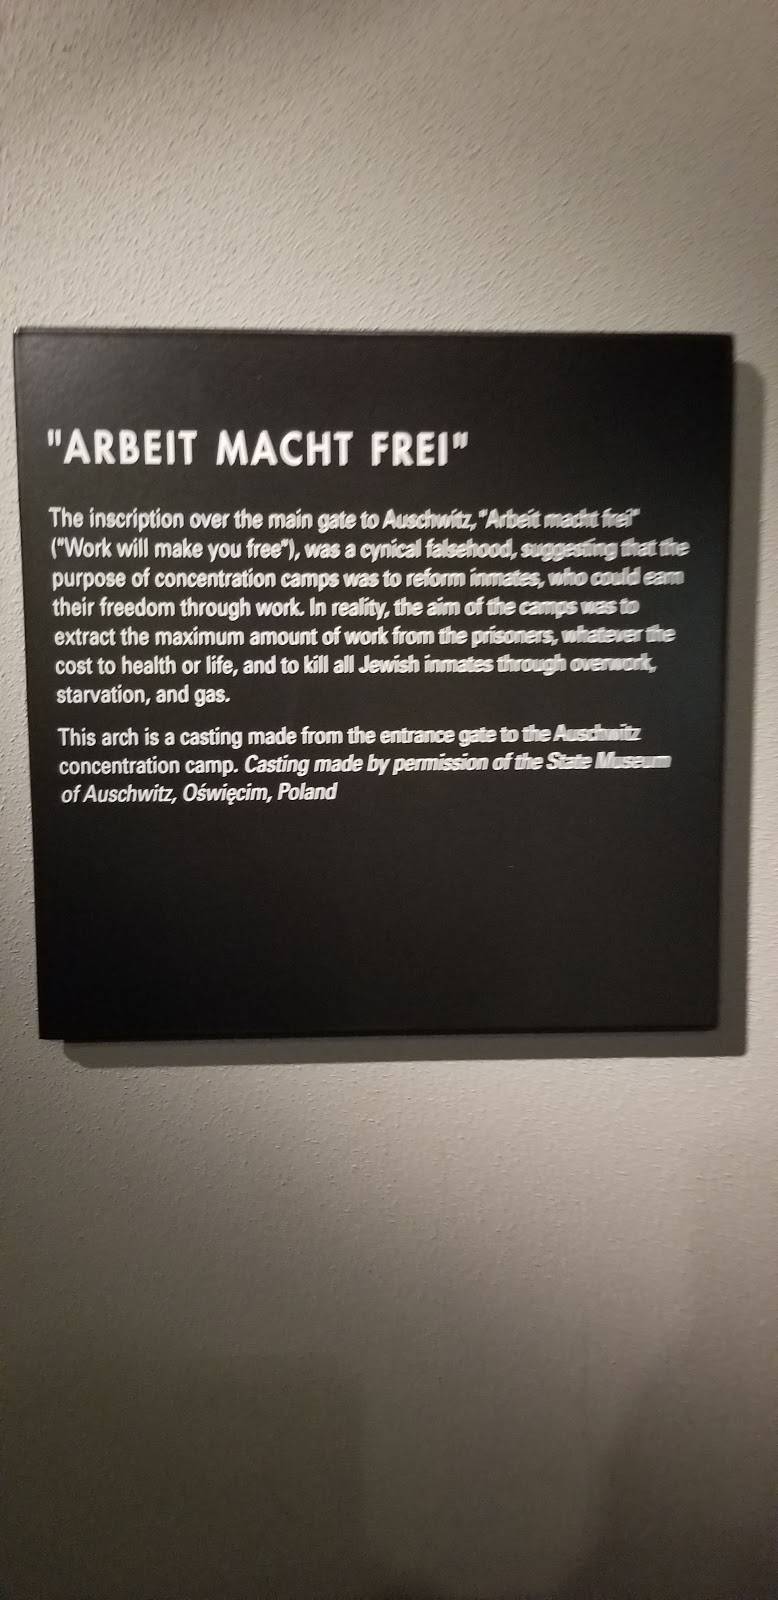 "ARBEIT MACHT FREI"
The inscription over the main gate to Auschwitz, "Arbeit macht frei"
("Work will make you free"), was a cynical falsehood, suggesting that the
purpose of concentration camps was to reform inmates, who could earn
their freedom through work. In reality, the aim of the camps was to
extract the maximum amount of work from the prisoners, whatever the
cost to health or life, and to kill all Jewish inmates through overwork,
starvation, and gas.
This arch is a casting made from the entrance gate to the Auschwitz
concentration camp. Casting made by permission of the State Museum
of Auschwitz, Oświęcim, Poland